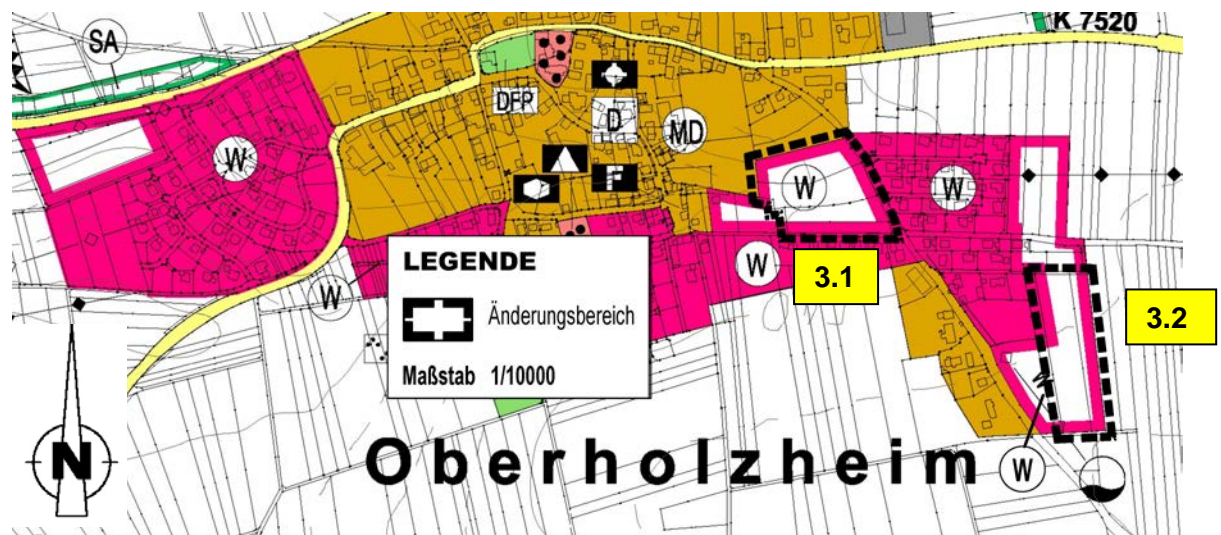 K 7520
SA
DFP
D
MD
F
W
W
W
W
W
3.1
LEGENDE
Änderungsbereich
Maßstab 1/10000
3.2
N
Oberholzheim
W